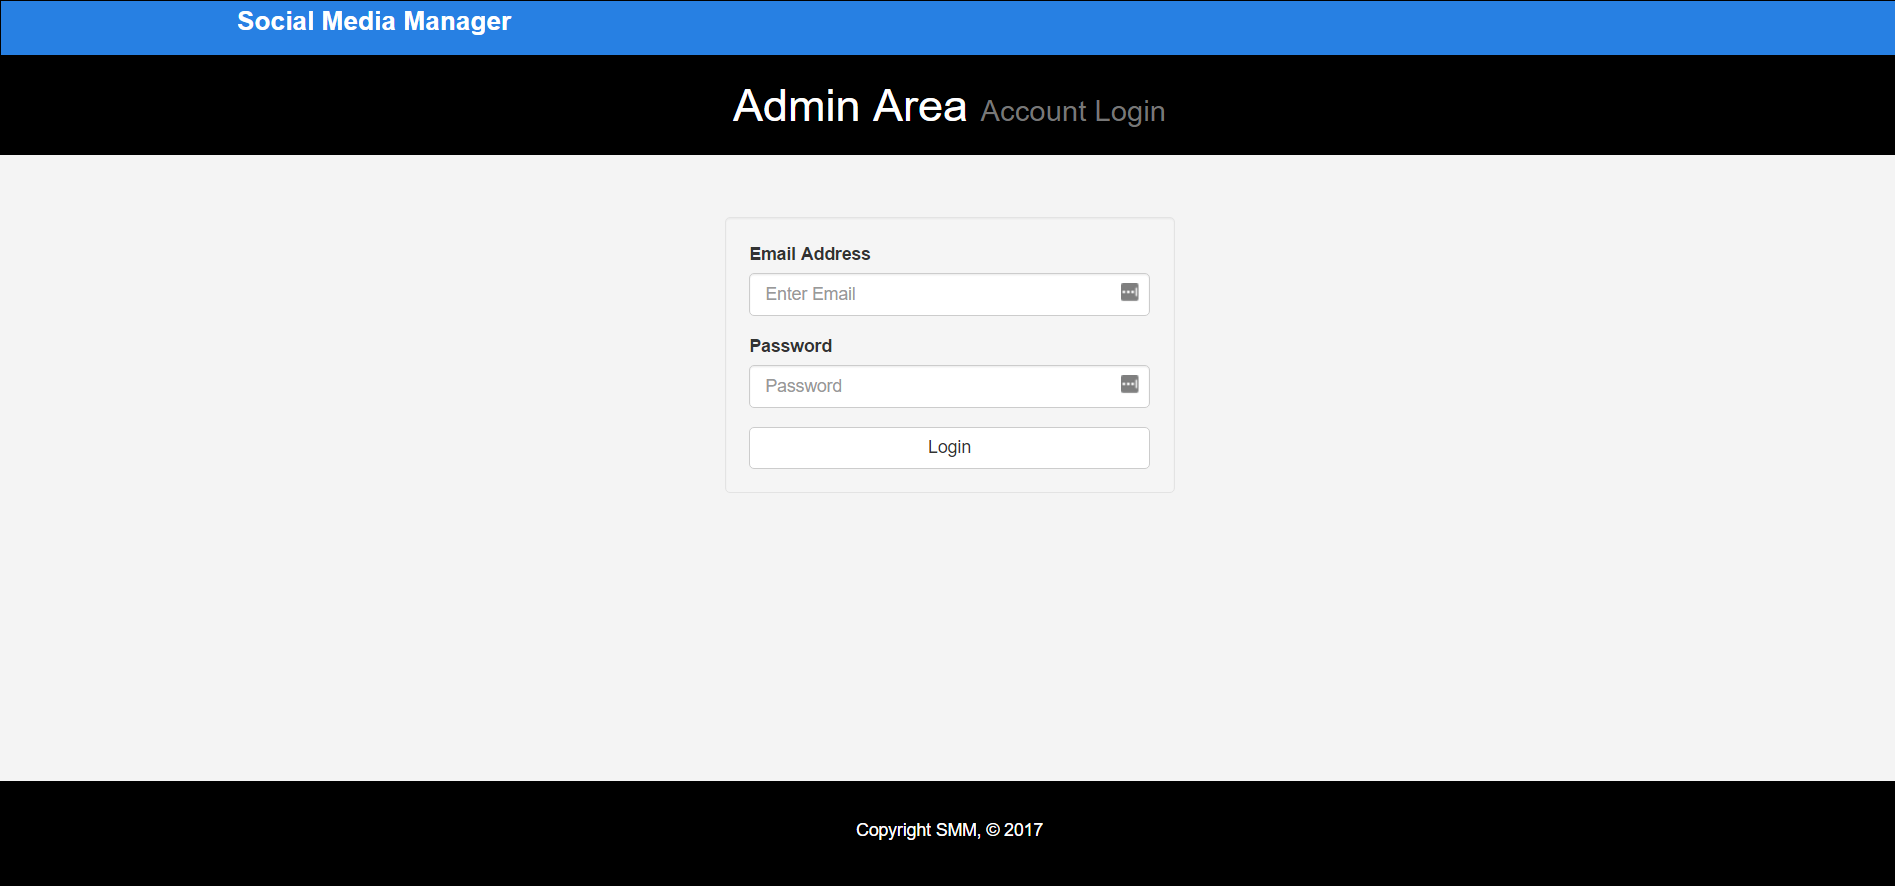 Social Media Manager
Admin Area Account Login
Email Address
Enter Email
Password
Password
Login
Copyright SMM, © 2017